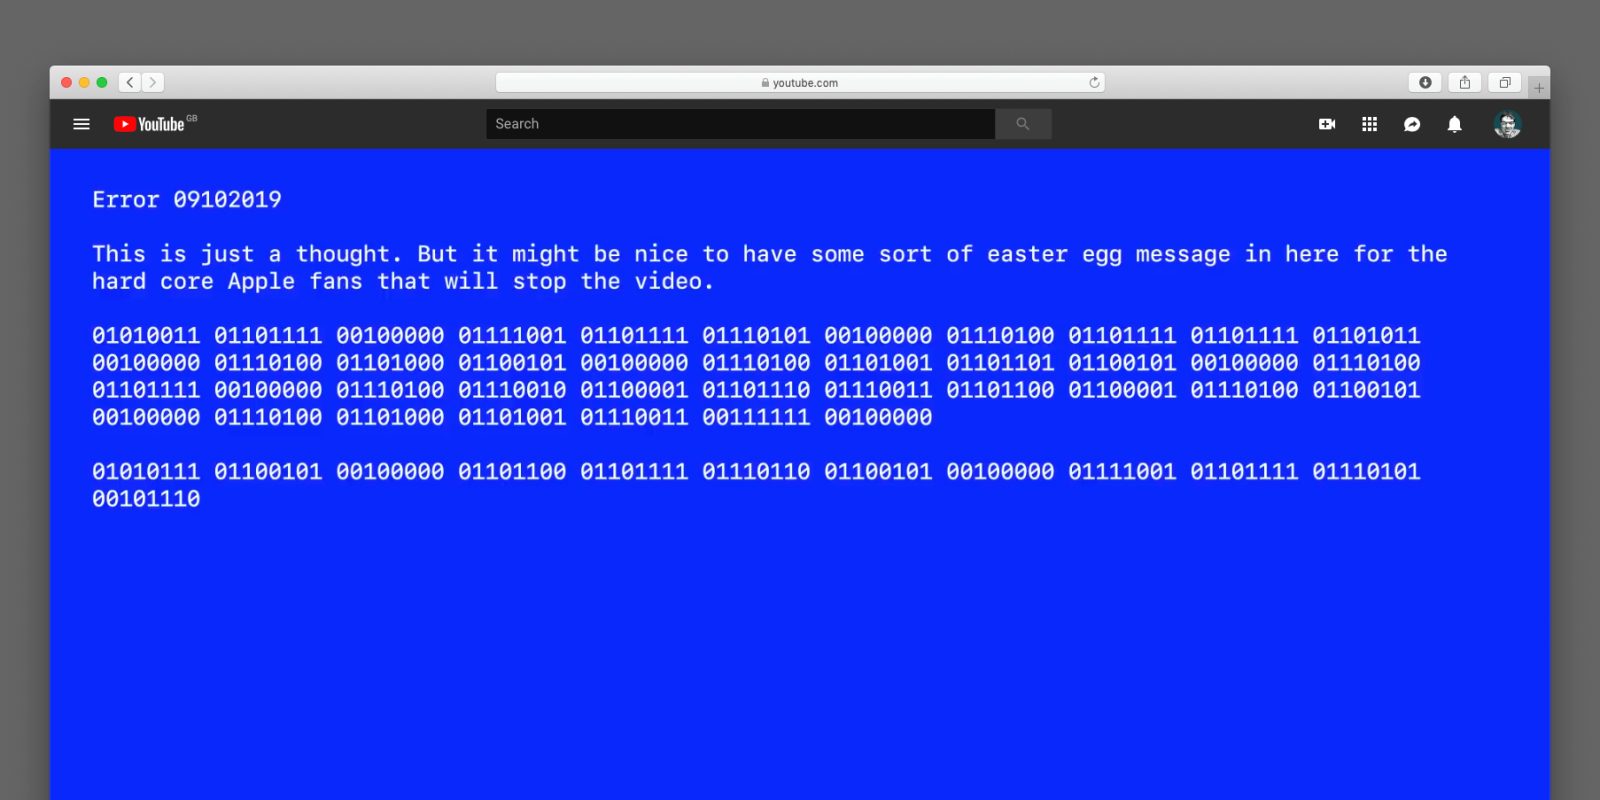 youtube.com
YouTube GB
Search
Error 09102019
This is just a thought. But it might be nice to have some sort of easter egg message in here for the
hard core Apple fans that will stop the video.
01010011 01101111 00100000 01111001 01101111 01110101 00100000 01110100 01101111 01101111 01101011
00100000 01110100 01101000 01100101 00100000 01110100 01101001 01101101 01100101 00100000 01110100
01101111 00100000 01110100 01110010 01100001 01101110 01110011 01101100 01100001 01110100 01100101
00100000 01110100 01101000 01101001 01110011 00111111 00100000
01010111 01100101 00100000 01101100 01101111 01110110 01100101 00100000 01111001 01101111 01110101
00101110